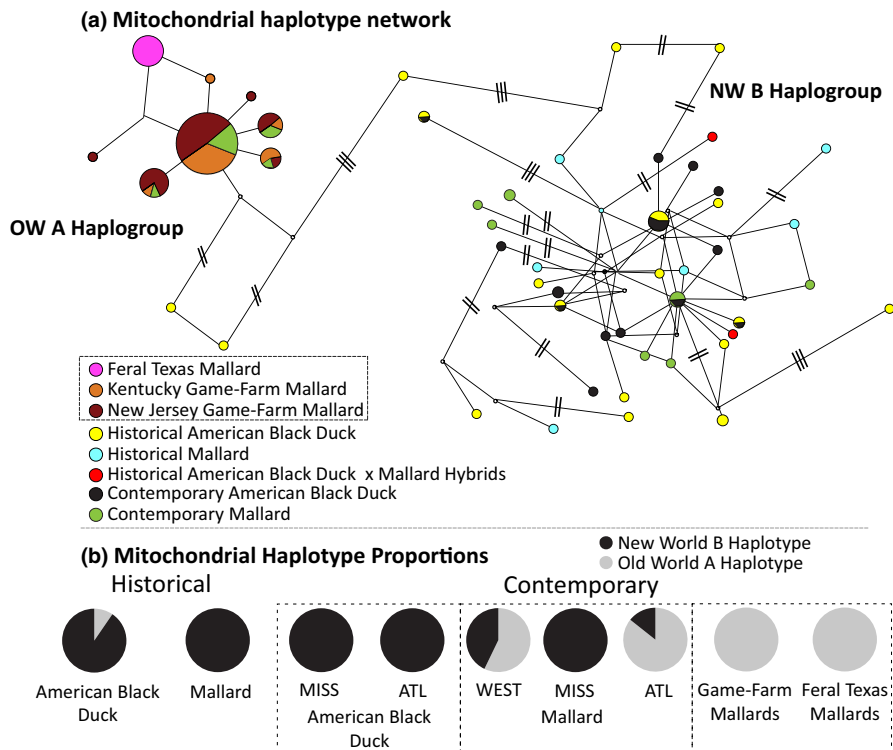 (a) Mitochondrial haplotype network
NW B Haplogroup
OW A Haplogroup
Feral Texas Mallard
Kentucky Game-Farm Mallard
New Jersey Game-Farm Mallard
Historical American Black Duck
Historical Mallard
Historical American Black Duck x Mallard Hybrids
Contemporary American Black Duck
Contemporary Mallard
(b) Mitochondrial Haplotype Proportions
New World B Haplotype
Old World A Haplotype
Historical
Contemporary
American Black
Duck
Mallard
MISS
ATL
American Black
Duck
WEST
MISS
ATL
Mallard
Game-Farm
Mallards
Feral Texas
Mallards